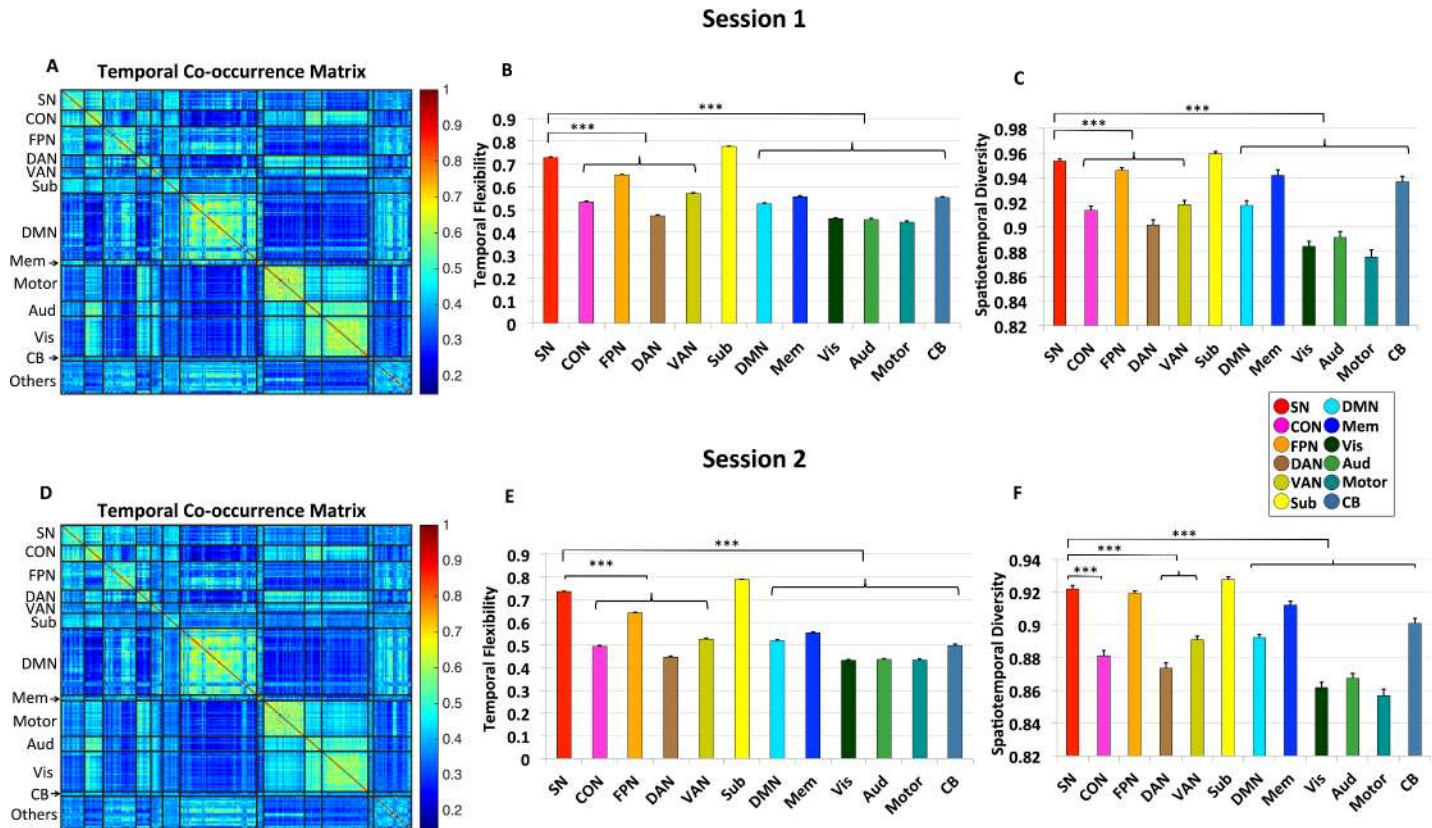 Session 1
A
Temporal Co-occurrence Matrix
SN
CON
FPN
DAN
VAN
Sub
DMN
Mem
Motor
Aud
Vis
CB
Others
1
0.9
0.8
0.7
0.6
0.5
0.4
0.3
0.2
B
***
***
Temporal Flexibility
0.9
0.8
0.7
0.6
0.5
0.4
0.3
0.2
0.1
0
SN CON FPN DAN VAN Sub DMN Mem Vis Aud Motor CB
C
***
***
Spatiotemporal Diversity
0.98
0.96
0.94
0.92
0.9
0.88
0.86
0.84
0.82
SN CON FPN DAN VAN Sub DMN Mem Vis Aud Motor CB
SN DMN
CON Mem
FPN Vis
DAN Aud
VAN Motor
Sub CB
Session 2
D
Temporal Co-occurrence Matrix
SN
CON
FPN
DAN
VAN
Sub
DMN
Mem
Motor
Aud
Vis
CB
Others
1
0.9
0.8
0.7
0.6
0.5
0.4
0.3
0.2
E
***
***
Temporal Flexibility
0.9
0.8
0.7
0.6
0.5
0.4
0.3
0.2
0.1
0
SN CON FPN DAN VAN Sub DMN Mem Vis Aud Motor CB
F
***
***
***
Spatiotemporal Diversity
0.94
0.92
0.9
0.88
0.86
0.84
0.82
SN CON FPN DAN VAN Sub DMN Mem Vis Aud Motor CB